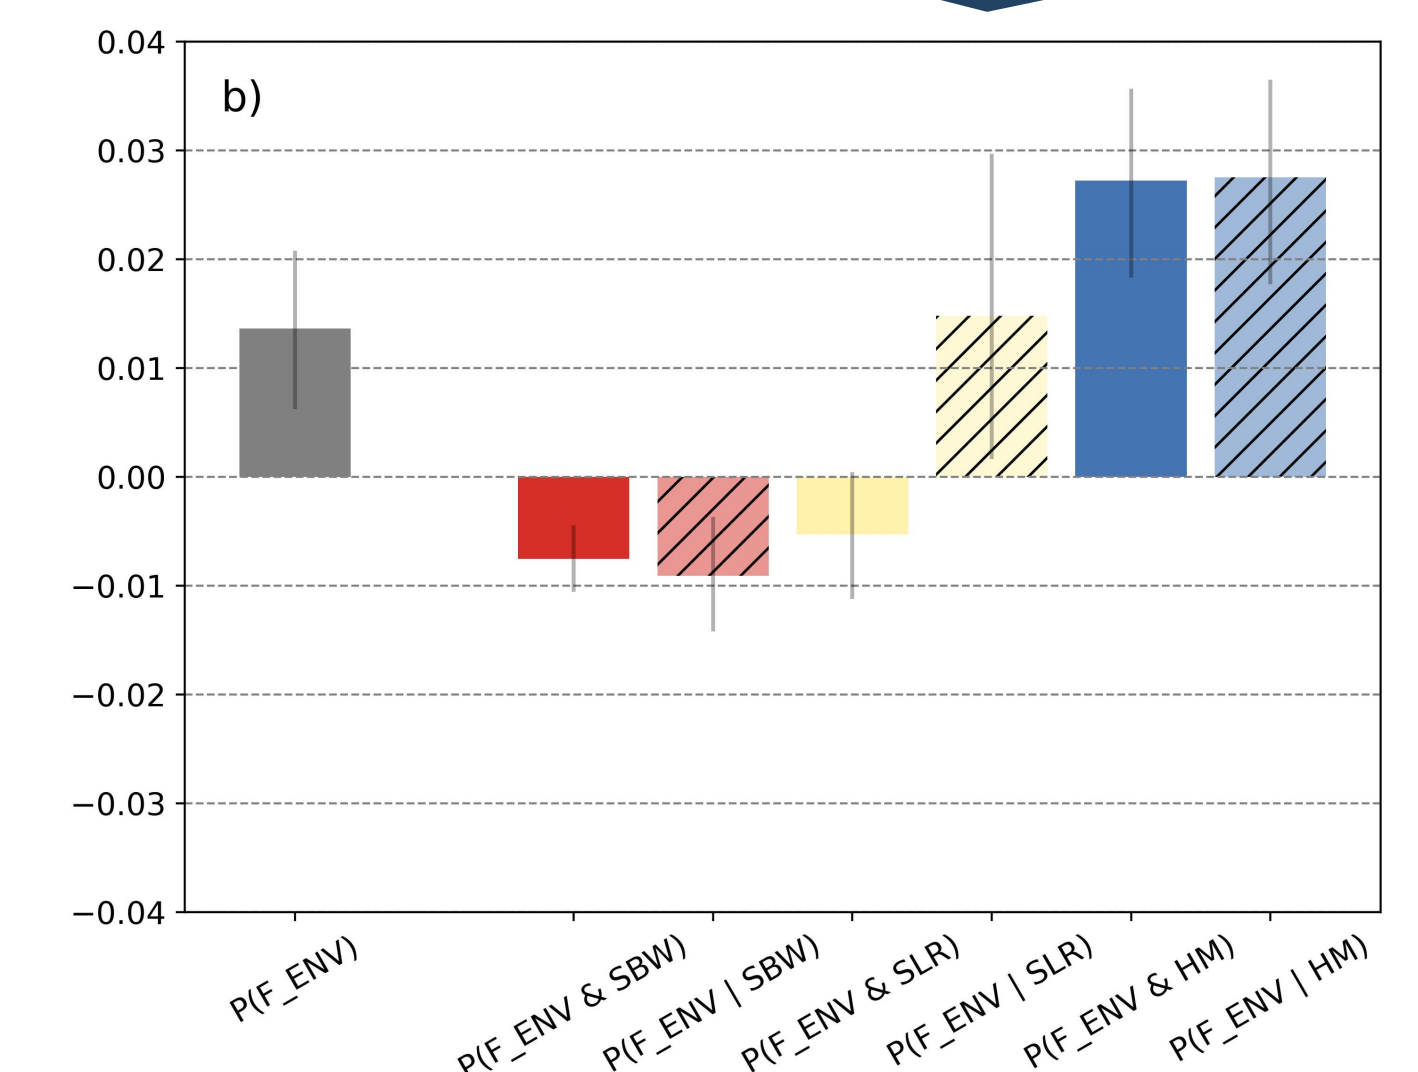 b)
0.04
0.03
0.02
0.01
0.00
−0.01
−0.02
−0.03
−0.04
P(F_ENV)
P(F_ENV & SBW)
P(F_ENV | SBW)
P(F_ENV & SLR)
P(F_ENV | SLR)
P(F_ENV & HM)
P(F_ENV | HM)